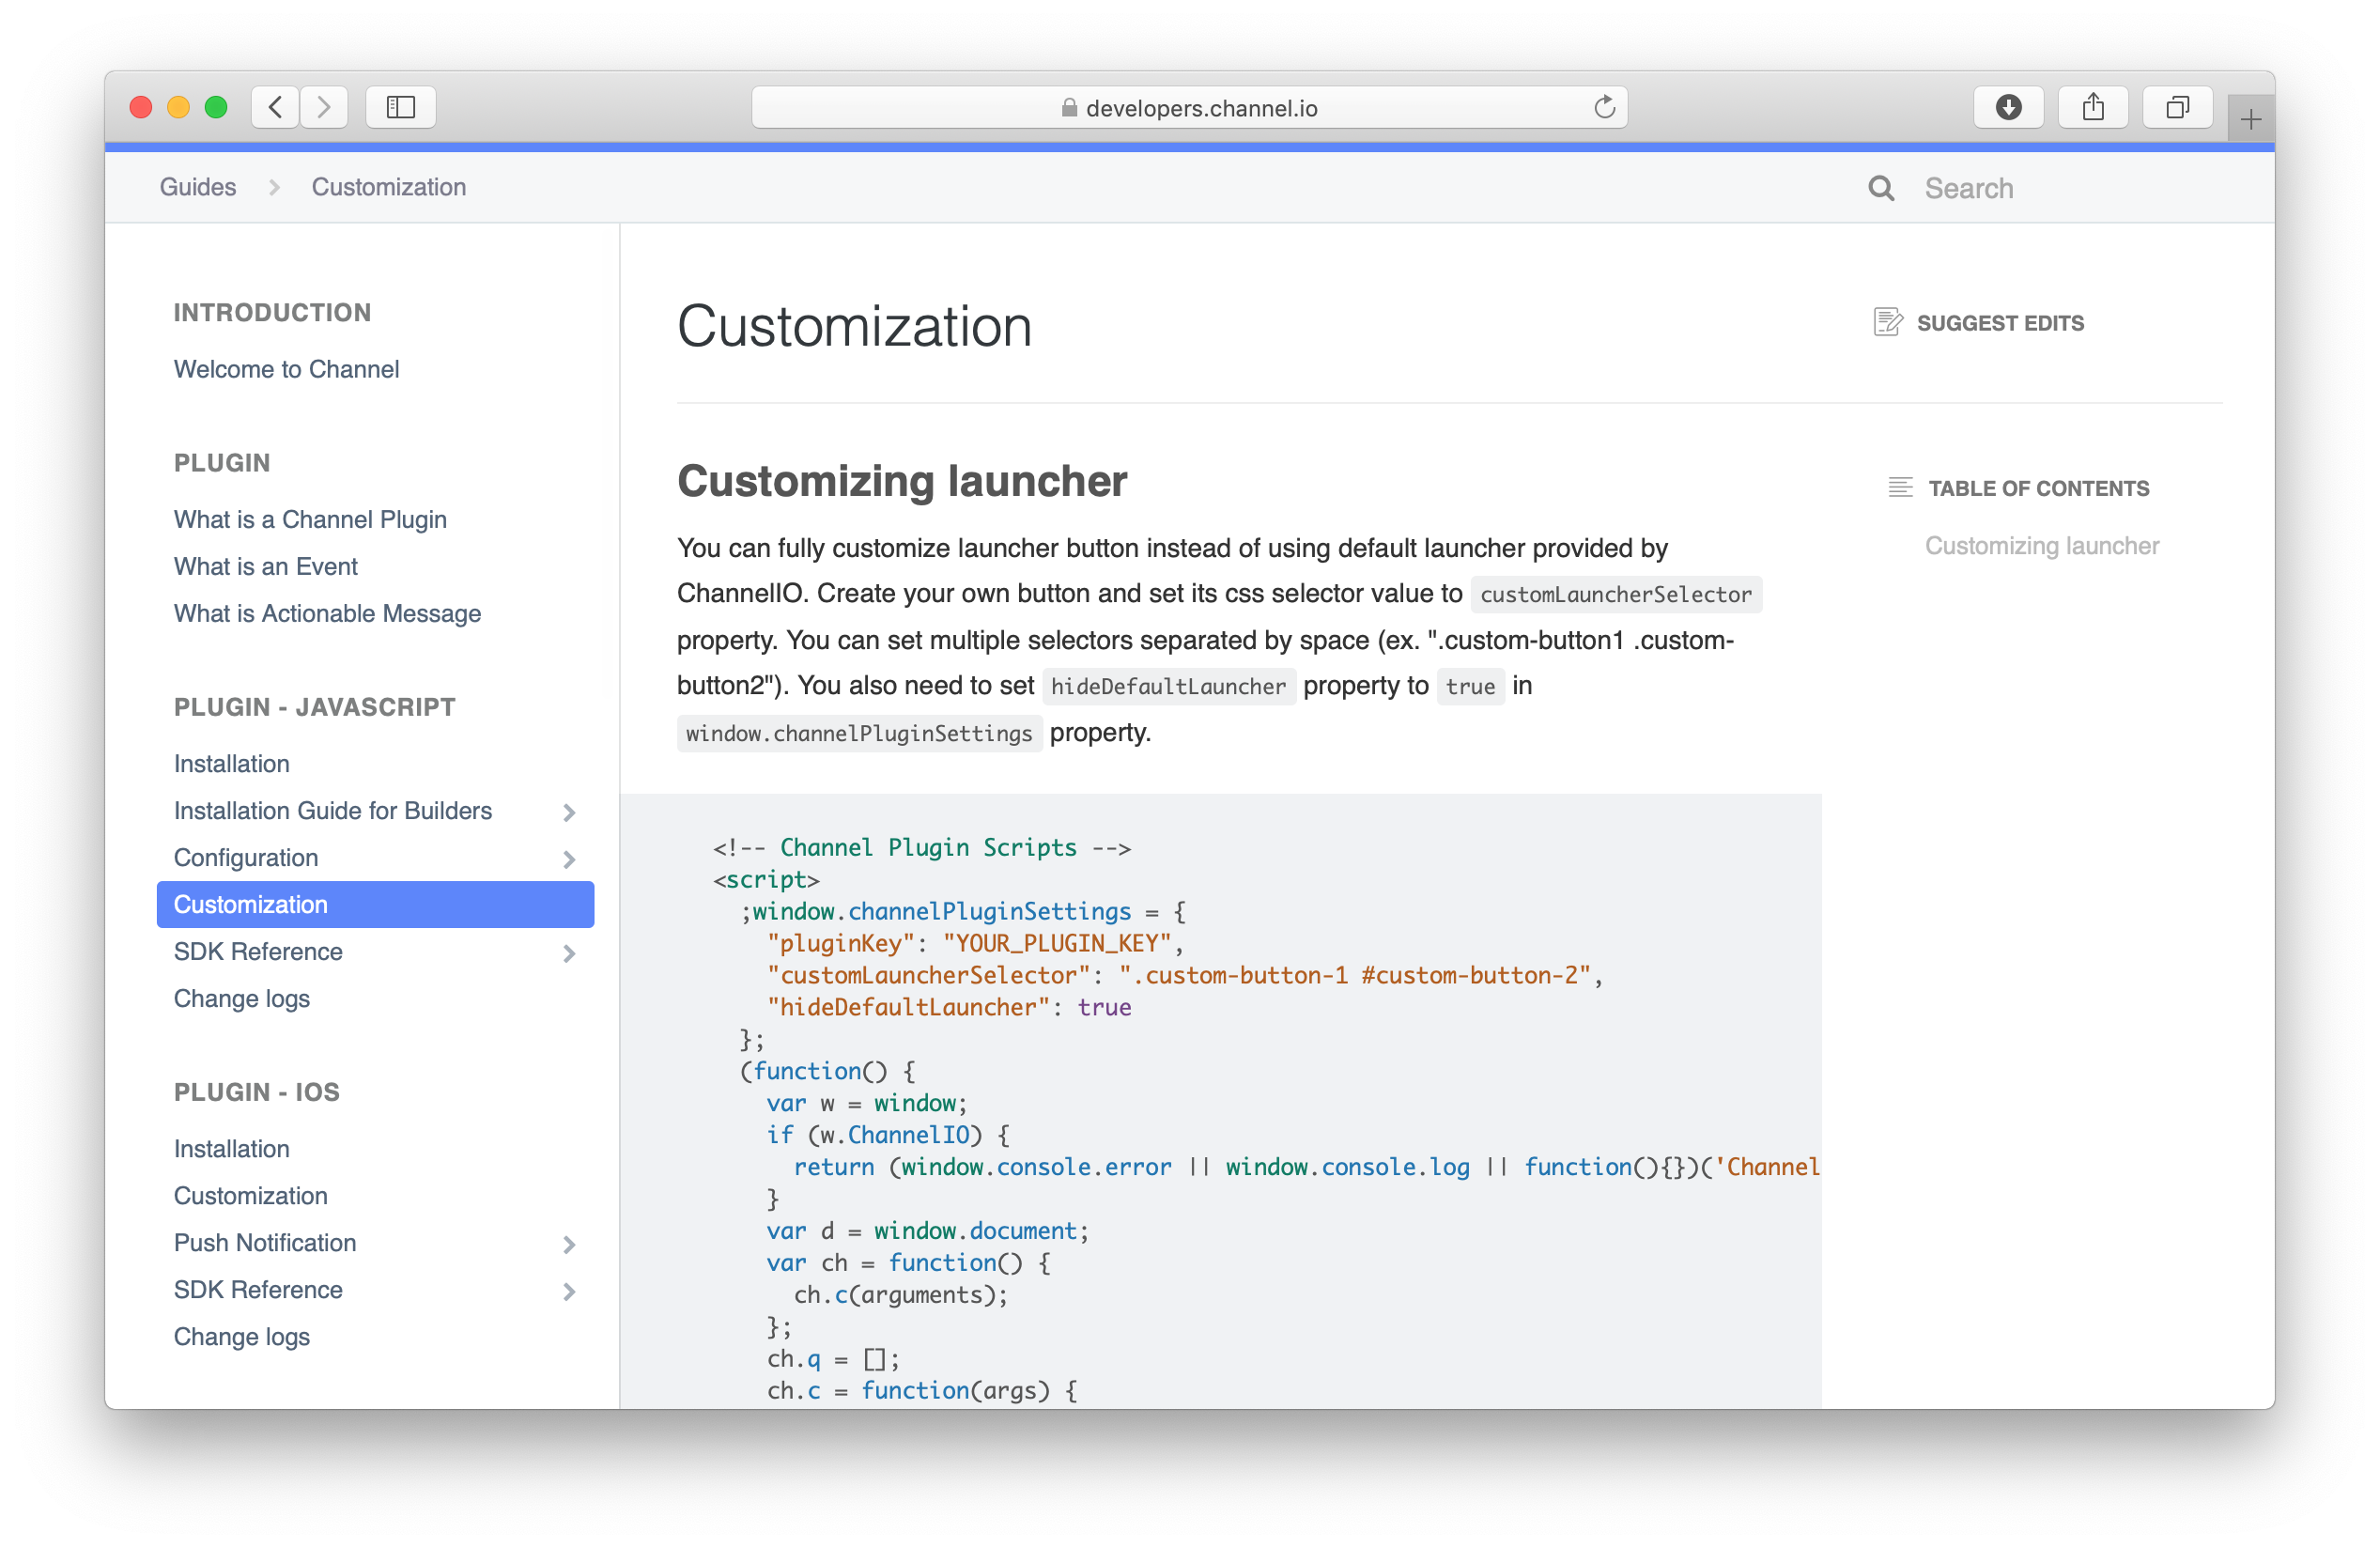 developers.channel.io
Guides
Customization
Search
INTRODUCTION
Welcome to Channel
PLUGIN
What is a Channel Plugin
What is an Event
What is Actionable Message
PLUGIN - JAVASCRIPT
Installation
Installation Guide for Builders
Configuration
Customization
SDK Reference
Change logs
PLUGIN - IOS
Installation
Customization
Push Notification
SDK Reference
Change logs
Customization
SUGGEST EDITS
Customizing launcher
You can fully customize launcher button instead of using default launcher provided by
ChannelIO. Create your own button and set its css selector value to customLauncherSelector
property. You can set multiple selectors separated by space (ex. ".custom-button1 .custom-
button2"). You also need to set hideDefaultLauncher property to true in
window.channelPluginSettings property.
<!-- Channel Plugin Scripts -->
<script>
  ;window.channelPluginSettings = {
    "pluginKey": "YOUR_PLUGIN_KEY",
    "customLauncherSelector": ".custom-button-1 #custom-button-2",
    "hideDefaultLauncher": true
  };
  (function() {
    var w = window;
    if (w.ChannelIO) {
      return (window.console.error || window.console.log || function(){})('Channel
    }
    var d = window.document;
    var ch = function() {
      ch.c(arguments);
    };
    ch.q = [];
    ch.c = function(args) {
TABLE OF CONTENTS
Customizing launcher